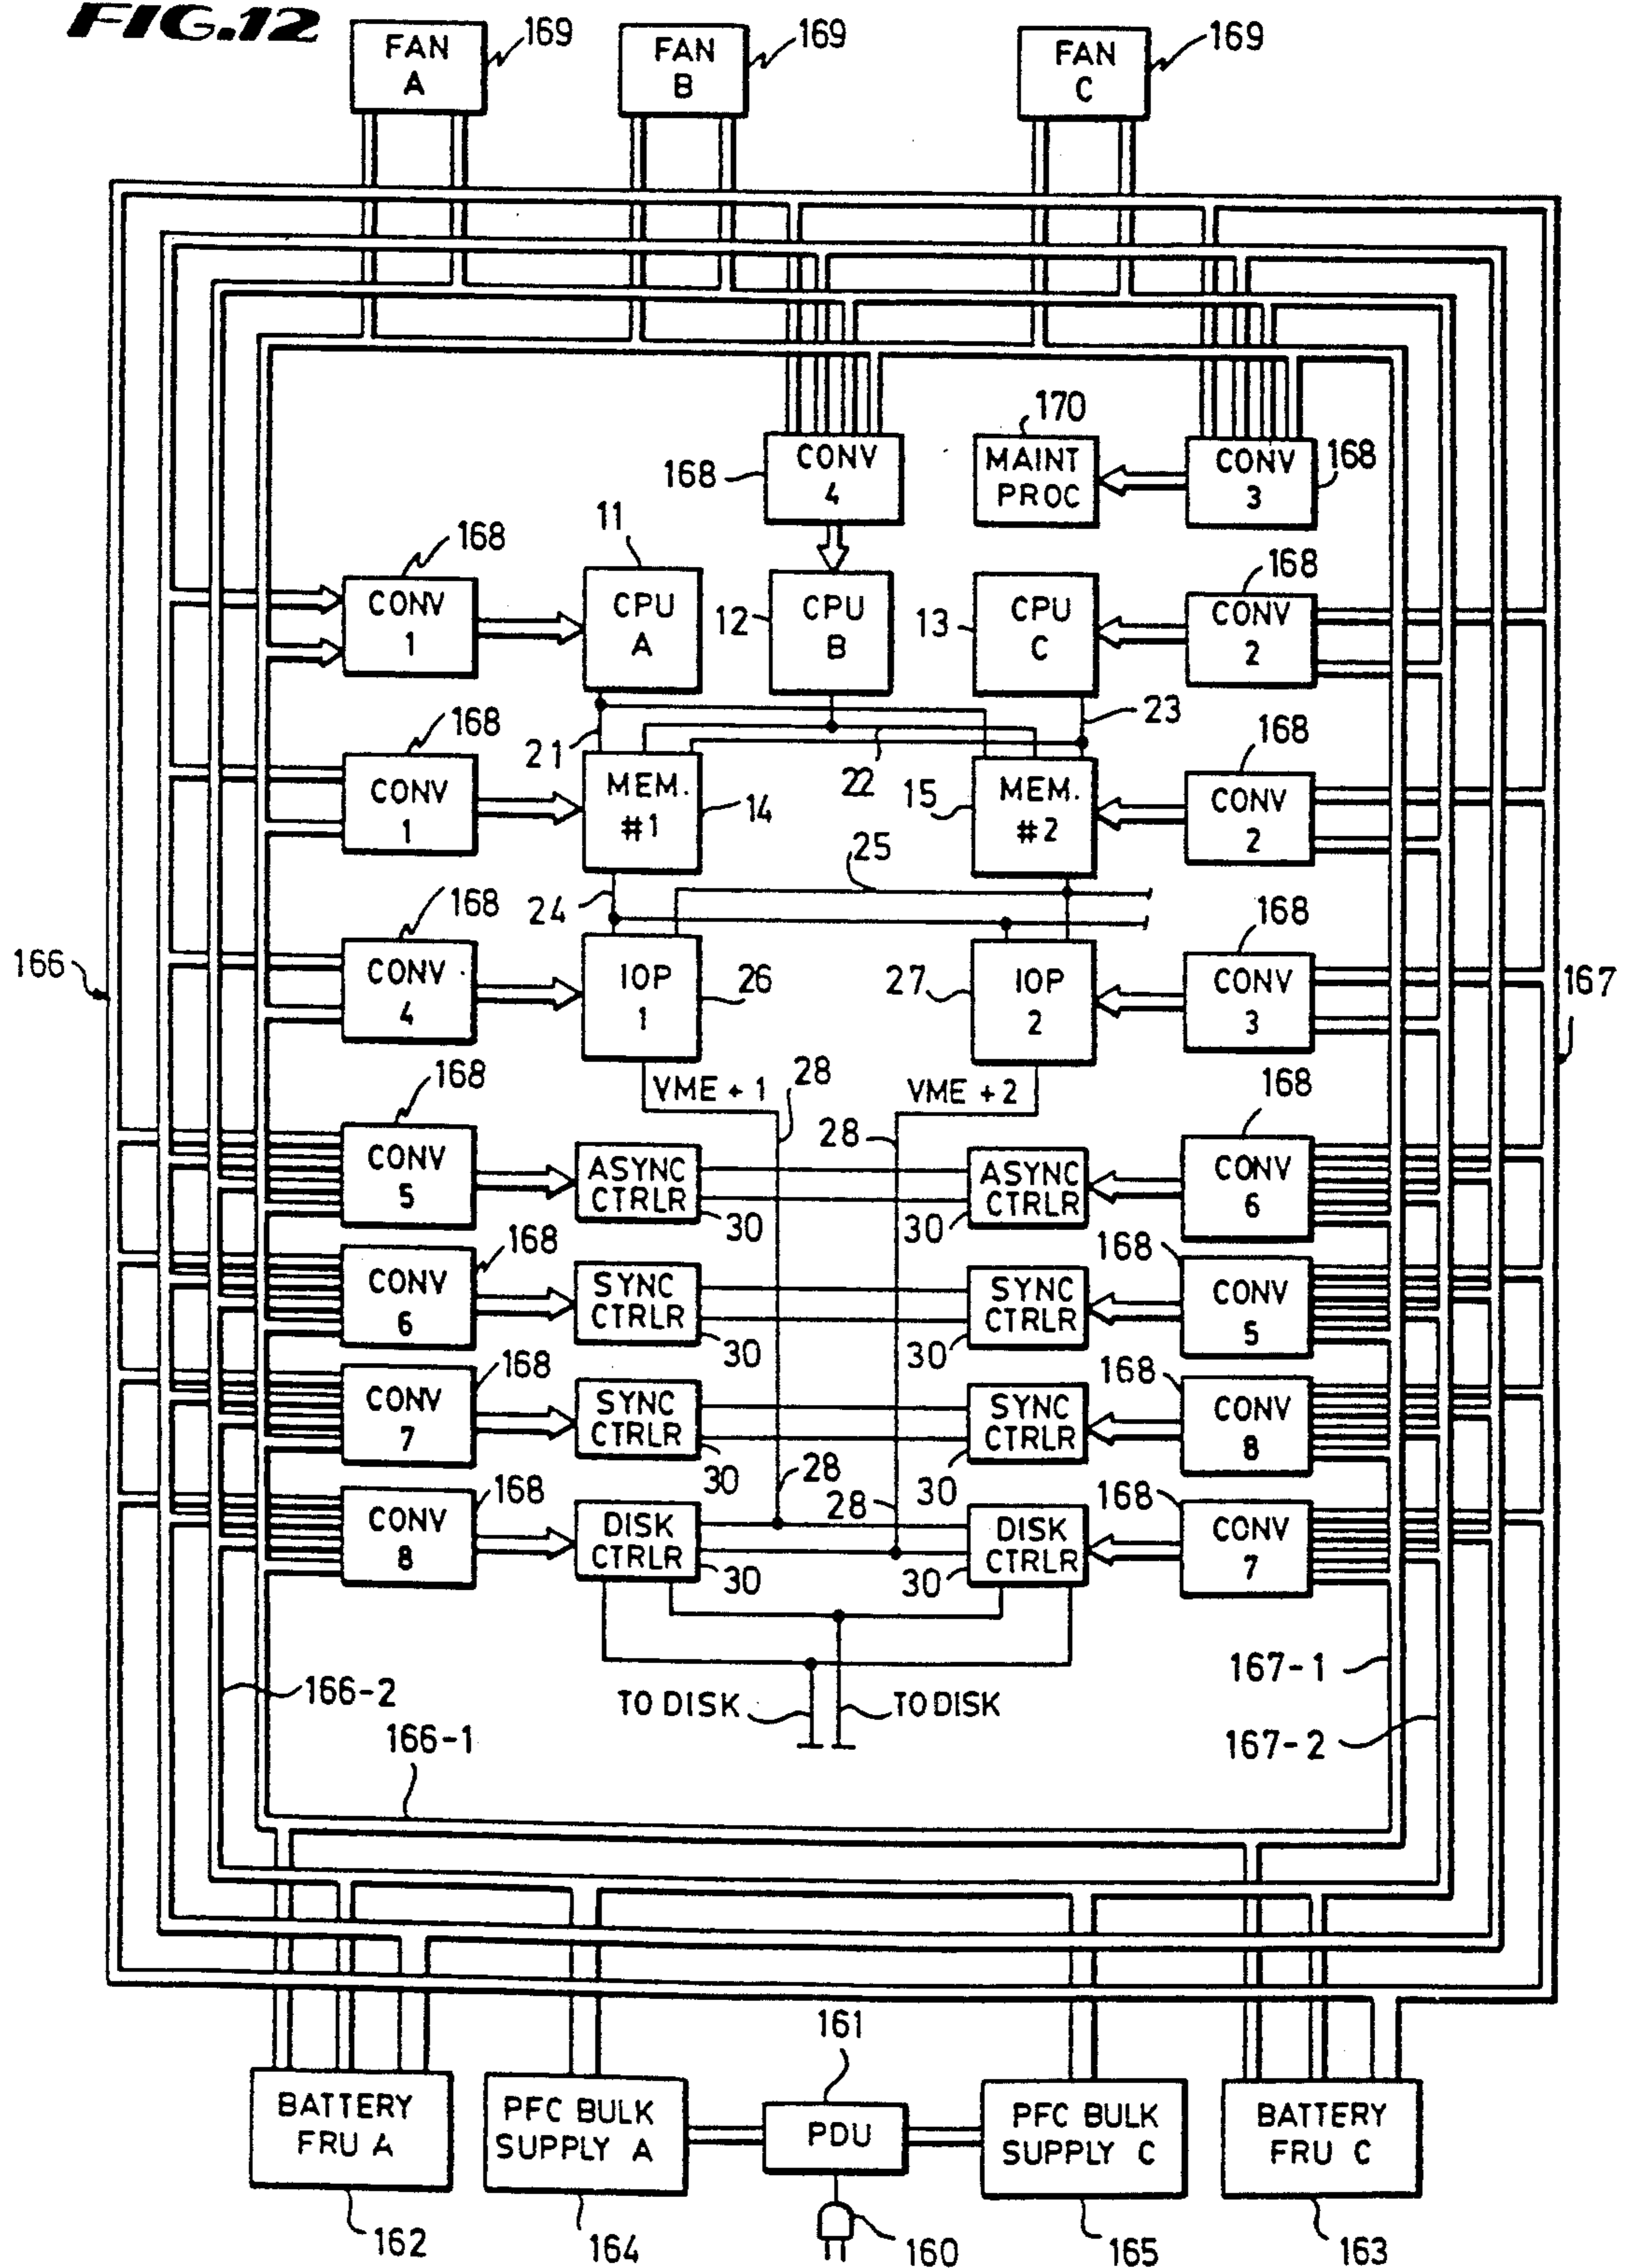 FIG.12
FAN A
169
FAN B
169
FAN C
169
170
CONV 4
168
MAINT PROC
CONV 3
168
168
11
168
CONV 1
CPU A
12
CPU B
13
CPU C
CONV 2
168
21
22
23
168
CONV 1
MEM. #1
14
15
MEM. #2
CONV 2
168
24
25
168
166
CONV 4
IOP 1
26
27
IOP 2
CONV 3
167
168
VME + 1
28
VME + 2
168
28
CONV 5
ASYNC CTRLR
30
ASYNC CTRLR
30
CONV 6
168
168
CONV 6
SYNC CTRLR
30
SYNC CTRLR
30
CONV 5
168
168
CONV 7
SYNC CTRLR
30
SYNC CTRLR
30
CONV 8
168
28
28
168
CONV 8
DISK CTRLR
30
DISK CTRLR
30
CONV 7
166-2
TO DISK
TO DISK
167-1
166-1
167-2
161
BATTERY FRU A
PFC BULK SUPPLY A
PDU
PFC BULK SUPPLY C
BATTERY FRU C
162
164
160
165
163